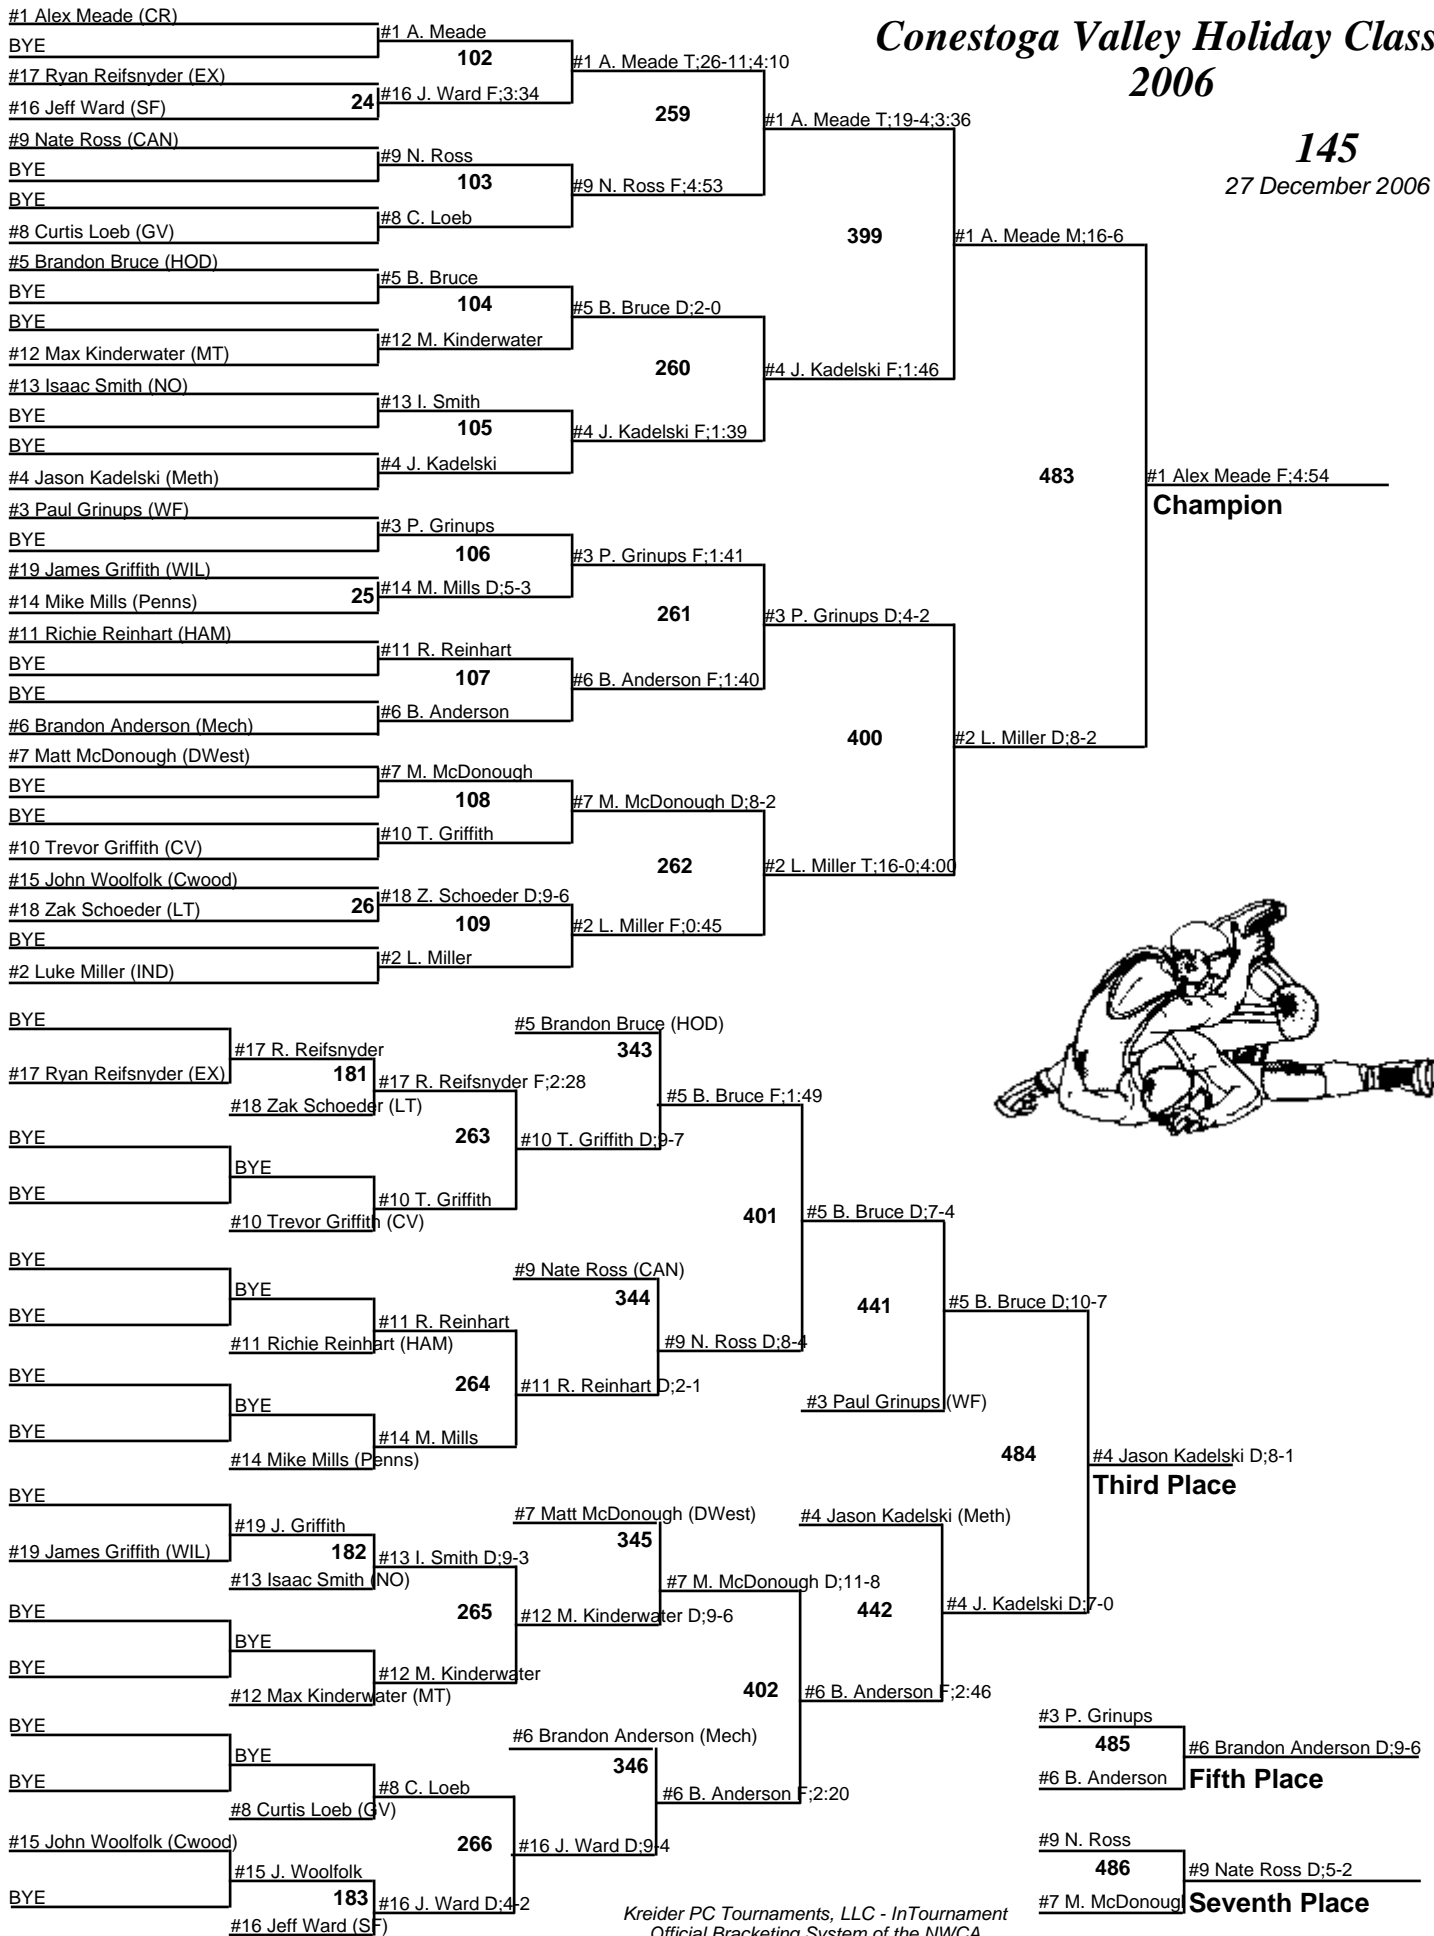 Conestoga Valley Holiday Class
2006
145
27 December 2006
#1 Alex Meade (CR)
BYE
#17 Ryan Reifsnyder (EX)
#16 Jeff Ward (SF)
#9 Nate Ross (CAN)
BYE
BYE
#8 Curtis Loeb (GV)
#5 Brandon Bruce (HOD)
BYE
BYE
#12 Max Kinderwater (MT)
#13 Isaac Smith (NO)
BYE
BYE
#4 Jason Kadelski (Meth)
#3 Paul Grinups (WF)
BYE
#19 James Griffith (WIL)
#14 Mike Mills (Penns)
#11 Richie Reinhart (HAM)
BYE
BYE
#6 Brandon Anderson (Mech)
#7 Matt McDonough (DWest)
BYE
BYE
#10 Trevor Griffith (CV)
#15 John Woolfolk (Cwood)
#18 Zak Schoeder (LT)
BYE
#2 Luke Miller (IND)
24
25
26
#1 A. Meade
102
#16 J. Ward F;3:34
#9 N. Ross
103
#8 C. Loeb
#5 B. Bruce
104
#12 M. Kinderwater
#13 I. Smith
105
#4 J. Kadelski
#3 P. Grinups
106
#14 M. Mills D;5-3
#11 R. Reinhart
107
#6 B. Anderson
#7 M. McDonough
108
#10 T. Griffith
#18 Z. Schoeder D;9-6
109
#2 L. Miller
#1 A. Meade T;26-11;4:10
259
#9 N. Ross F;4:53
#5 B. Bruce D;2-0
260
#4 J. Kadelski F;1:39
#3 P. Grinups F;1:41
261
#6 B. Anderson F;1:40
#7 M. McDonough D;8-2
262
#2 L. Miller F;0:45
#1 A. Meade T;19-4;3:36
399
#4 J. Kadelski F;1:46
#3 P. Grinups D;4-2
400
#2 L. Miller T;16-0;4:00
#1 A. Meade M;16-6
483
#2 L. Miller D;8-2
#1 Alex Meade F;4:54
Champion
BYE
#17 Ryan Reifsnyder (EX)
BYE
BYE
BYE
BYE
BYE
BYE
BYE
#19 James Griffith (WIL)
BYE
BYE
BYE
BYE
#15 John Woolfolk (Cwood)
BYE
#17 R. Reifsnyder
181
#18 Zak Schoeder (LT)
BYE
#10 Trevor Griffith (CV)
BYE
#11 Richie Reinhart (HAM)
BYE
#14 Mike Mills (Penns)
#19 J. Griffith
182
#13 Isaac Smith (NO)
BYE
#12 Max Kinderwater (MT)
BYE
#8 Curtis Loeb (GV)
#15 J. Woolfolk
183
#16 Jeff Ward (SF)
#17 R. Reifsnyder F;2:28
263
#10 T. Griffith
#11 R. Reinhart
264
#14 M. Mills
#13 I. Smith D;9-3
265
#12 M. Kinderwater
#8 C. Loeb
266
#16 J. Ward D;4-2
#5 Brandon Bruce (HOD)
343
#10 T. Griffith D;9-7
#9 Nate Ross (CAN)
344
#11 R. Reinhart D;2-1
#7 Matt McDonough (DWest)
345
#12 M. Kinderwater D;9-6
#6 Brandon Anderson (Mech)
346
#16 J. Ward D;9-4
#5 B. Bruce F;1:49
401
#9 N. Ross D;8-4
#7 M. McDonough D;11-8
402
#6 B. Anderson F;2:20
#5 B. Bruce D;7-4
441
#3 Paul Grinups (WF)
#4 Jason Kadelski (Meth)
442
#6 B. Anderson F;2:46
#5 B. Bruce D;10-7
484
#4 J. Kadelski D;7-0
#4 Jason Kadelski D;8-1
Third Place
#3 P. Grinups
485
#6 B. Anderson
#6 Brandon Anderson D;9-6
Fifth Place
#9 N. Ross
486
#7 M. McDonoug
#9 Nate Ross D;5-2
Seventh Place
Kreider PC Tournaments, LLC - InTournament
Official Bracketing System of the NWCA